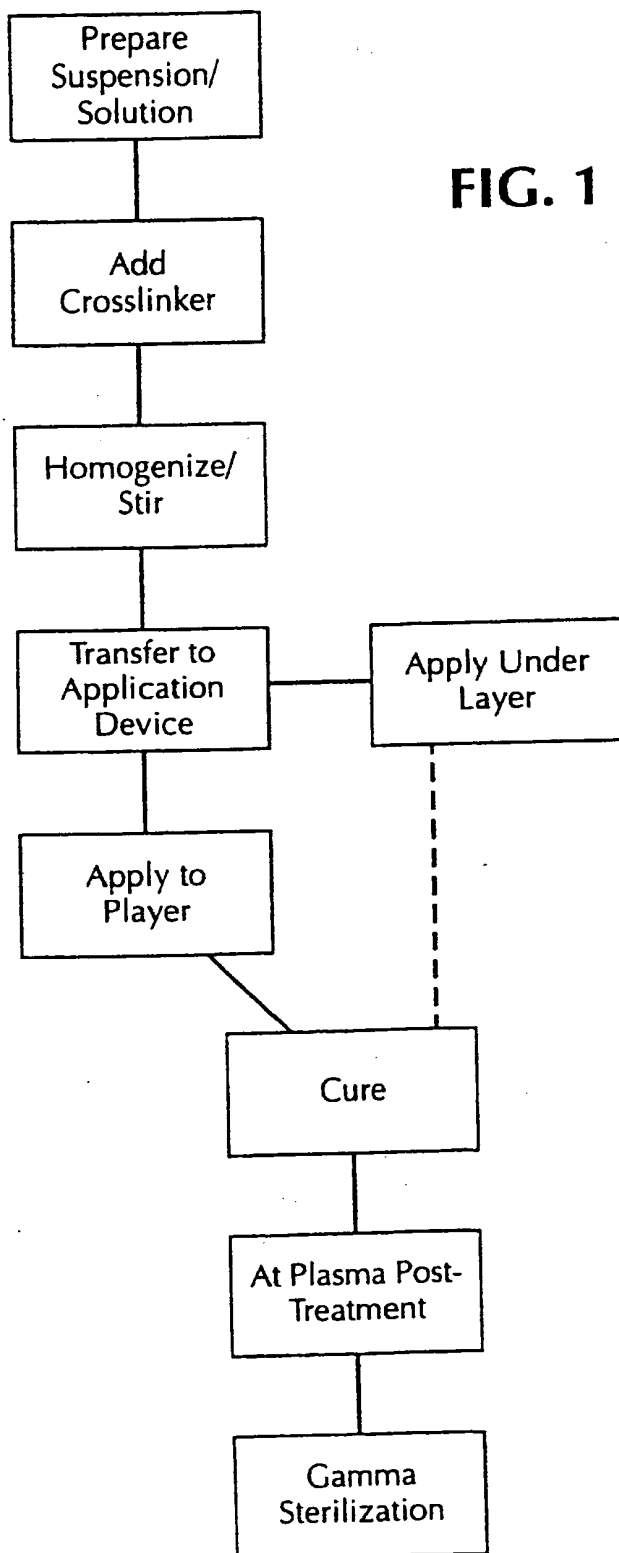 Prepare
Suspension/
Solution
FIG. 1
Add
Crosslinker
Homogenize/
Stir
Transfer to
Application
Device
Apply Under
Layer
Apply to
Player
Cure
At Plasma Post-
Treatment
Gamma
Sterilization